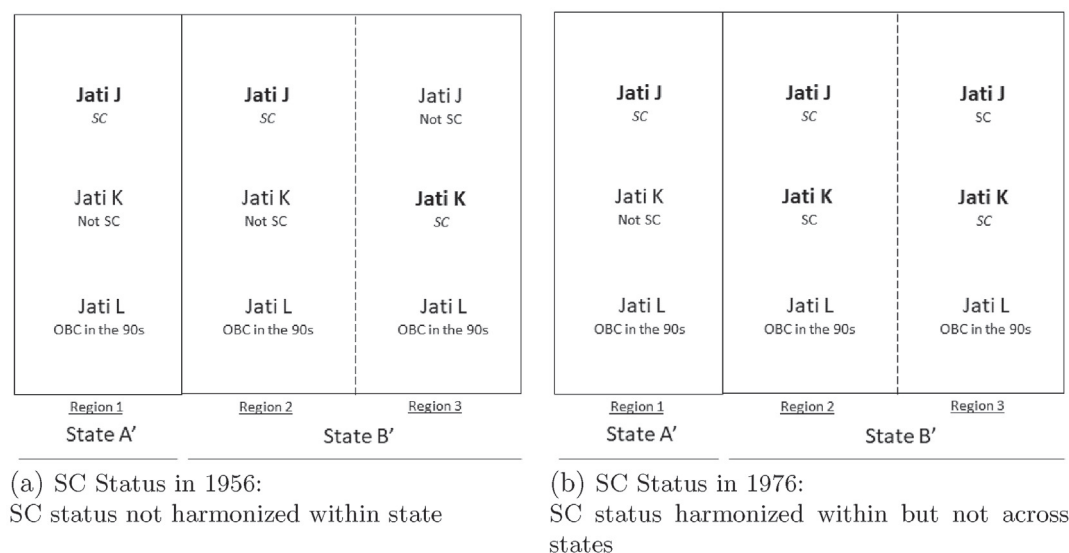 Jati J
SC
Jati K
Not SC
Jati L
OBC in the 90s
Jati J
SC
Jati K
Not SC
Jati L
OBC in the 90s
Jati J
Not SC
Jati K
SC
Jati L
OBC in the 90s
Region 1
Region 2
Region 3
State A’
State B’
(a) SC Status in 1956:
SC status not harmonized within state
Jati J
SC
Jati K
Not SC
Jati L
OBC in the 90s
Jati J
SC
Jati K
SC
Jati L
OBC in the 90s
Jati J
SC
Jati K
SC
Jati L
OBC in the 90s
Region 1
Region 2
Region 3
State A’
State B’
(b) SC Status in 1976:
SC status harmonized within but not across
states